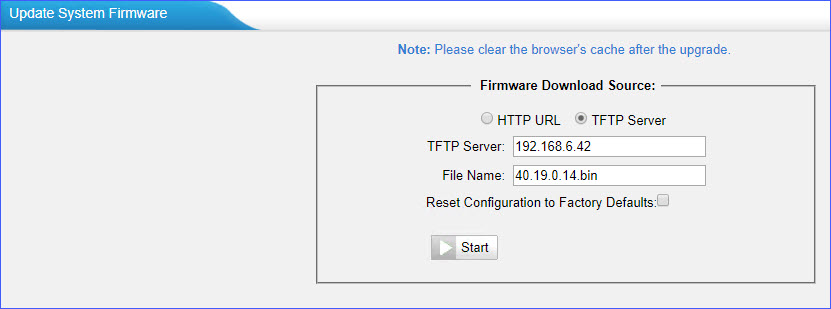 Update System Firmware
Note: Please clear the browser's cache after the upgrade.
Firmware Download Source:
HTTP URL TFTP Server
TFTP Server: 192.168.6.42
File Name: 40.19.0.14.bin
Reset Configuration to Factory Defaults:
Start